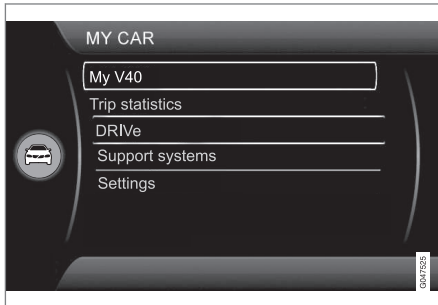 MY CAR
My V40
Trip statistics
DRIVe
Support systems
Settings
G047525